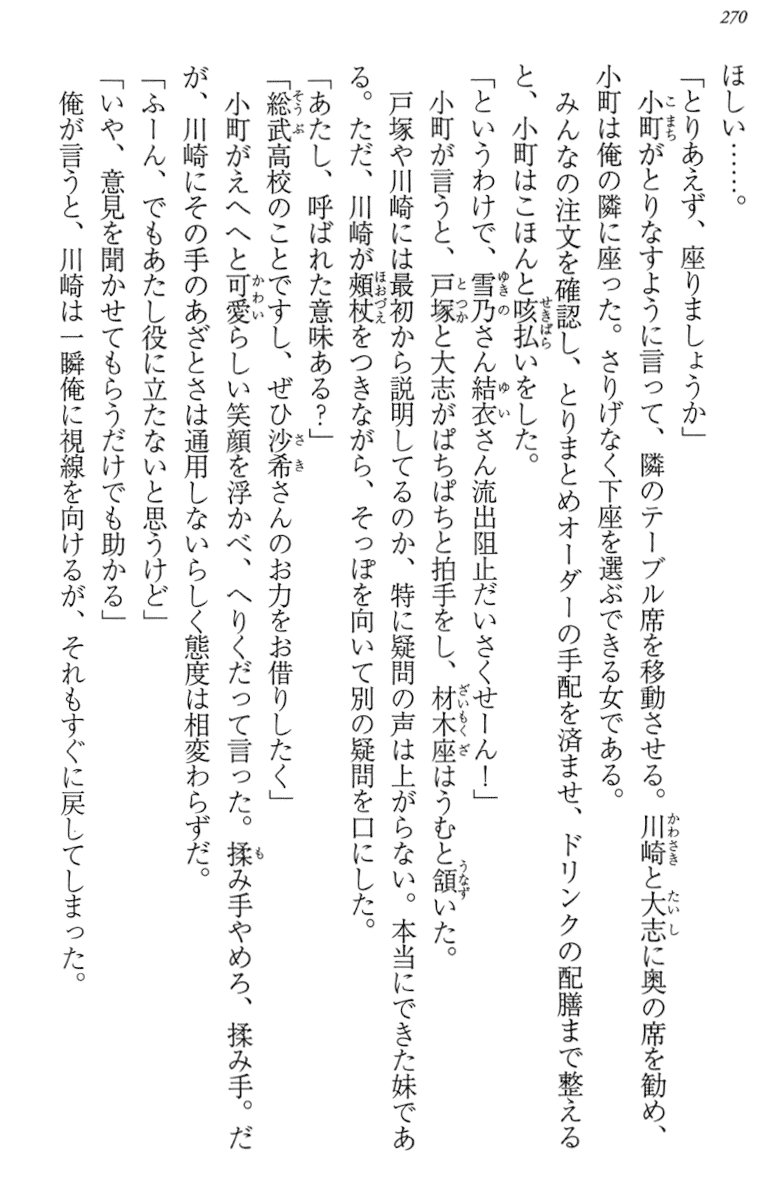 270
ほしい……。
「とりあえず、座りましょうか」
　小町がとりなすように言って、隣のテーブル席を移動させる。川崎と大志に奥の席を勧め、
小町は俺の隣に座った。さりげなく下座を選ぶできる女である。
　みんなの注文を確認し、とりまとめオーダーの手配を済ませ、ドリンクの配膳まで整える
と、小町はこほんと咳払いをした。
「というわけで、雪乃さん結衣さん流出阻止だいさくせーん！」
　小町が言うと、戸塚と大志がぱちぱちと拍手をし、材木座はうむと頷いた。
　戸塚や川崎には最初から説明してるのか、特に疑問の声は上がらない。本当にできた妹であ
る。ただ、川崎が頬杖をつきながら、そっぽを向いて別の疑問を口にした。
「あたし、呼ばれた意味ある？」
「総武高校のことですし、ぜひ沙希さんのお力をお借りしたく」
　小町がえへへと可愛らしい笑顔を浮かべ、へりくだって言った。揉み手やめろ、揉み手。だ
が、川崎にその手のあざとさは通用しないらしく態度は相変わらずだ。
「ふーん、でもあたし役に立たないと思うけど」
「いや、意見を聞かせてもらうだけでも助かる」
　俺が言うと、川崎は一瞬俺に視線を向けるが、それもすぐに戻してしまった。